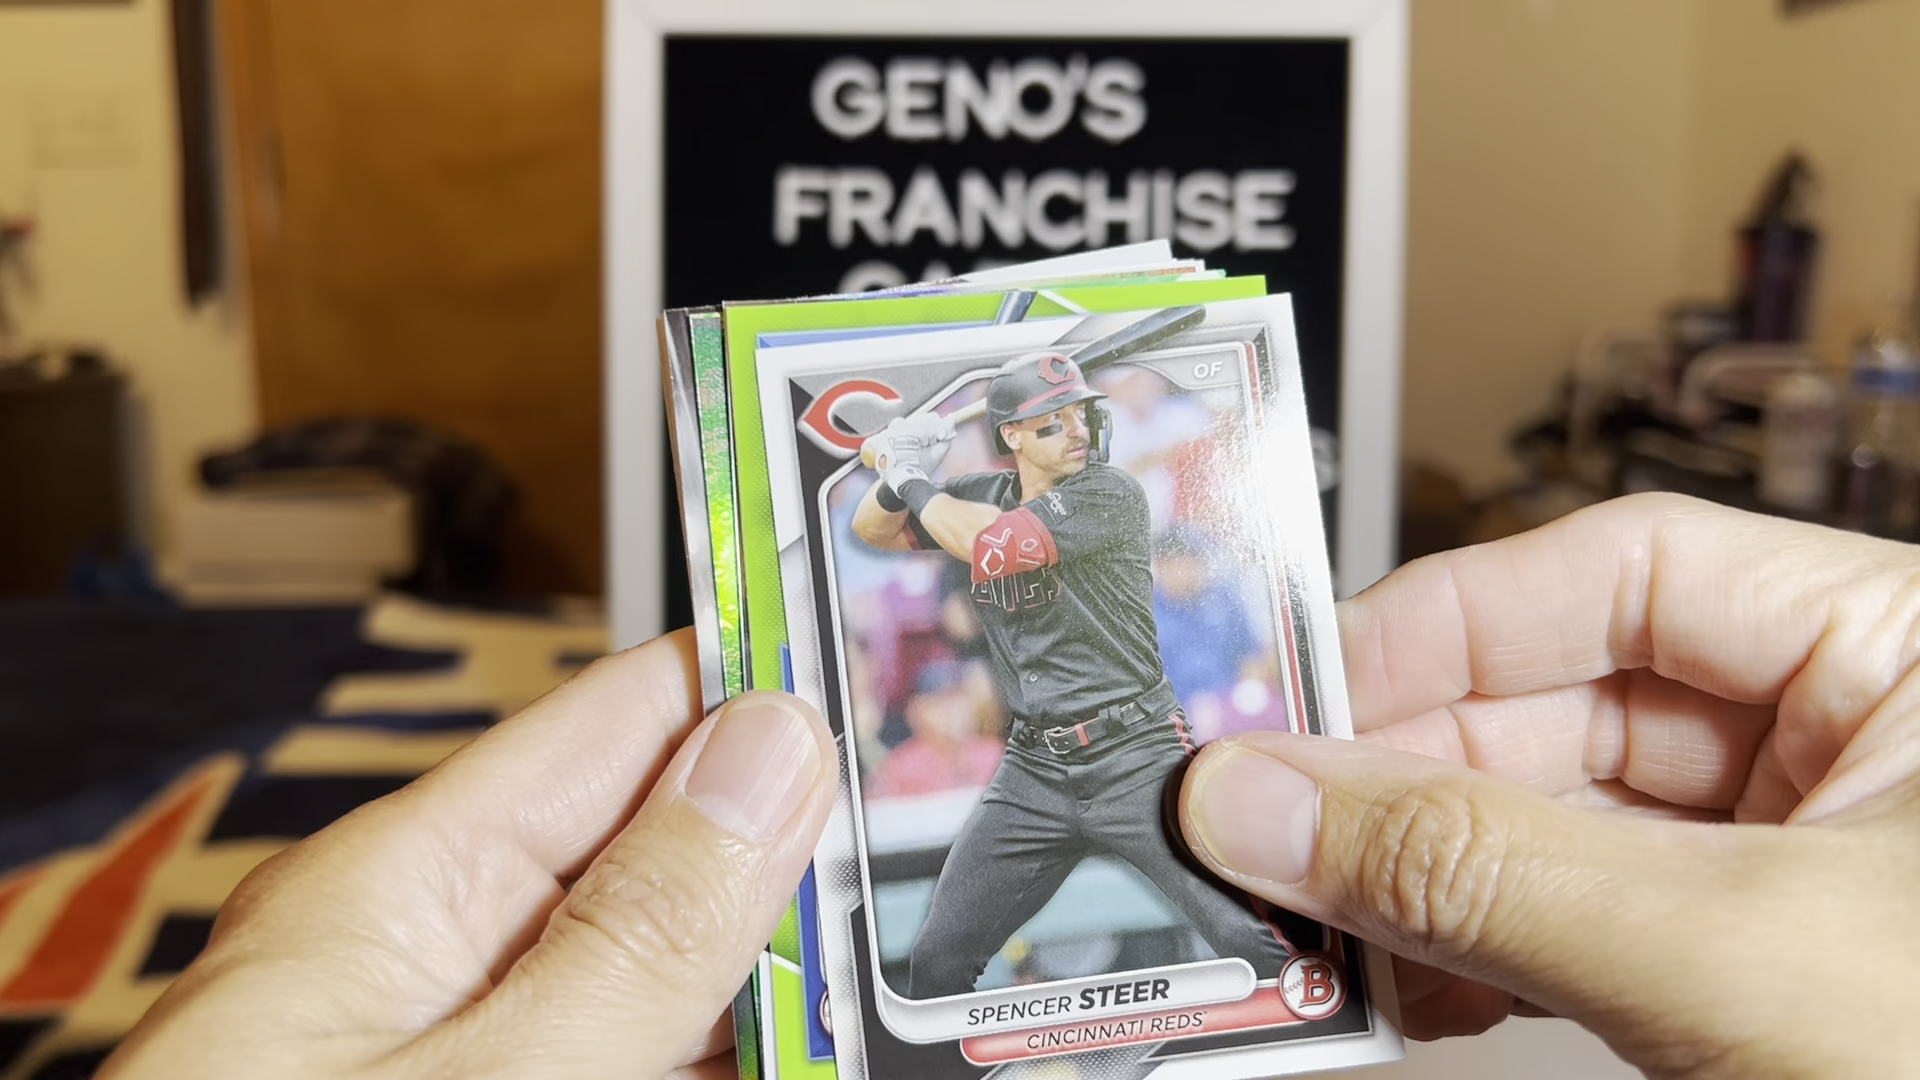 GENO'S
FRANCHISE
OF
SPENCER STEER
CINCINNATI REDS
B